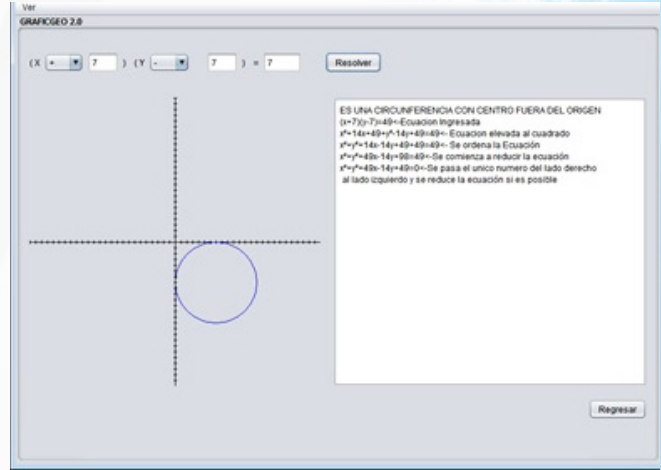 Ver
GRAFICGEO 2.0
( X + 7 ) ( Y - 7 ) = 7 Resolver
ES UNA CIRCUNFERENCIA CON CENTRO FUERA DEL ORIGEN
(x+7)(y-7)=49<-Ecuacion Ingresada
x²+14x+49+y²-14y+49=49<- Ecuacion elevada al cuadrado
x²+y²+14x-14y+49+49=49<- Se ordena la Ecuación
x²+y²+49x-14y+98=49<-Se comienza a reducir la ecuación
x²+y²+49x-14y+49=0<-Se pasa el unico numero del lado derecho
al lado izquierdo y se reduce la ecuación si es posible
Regresar